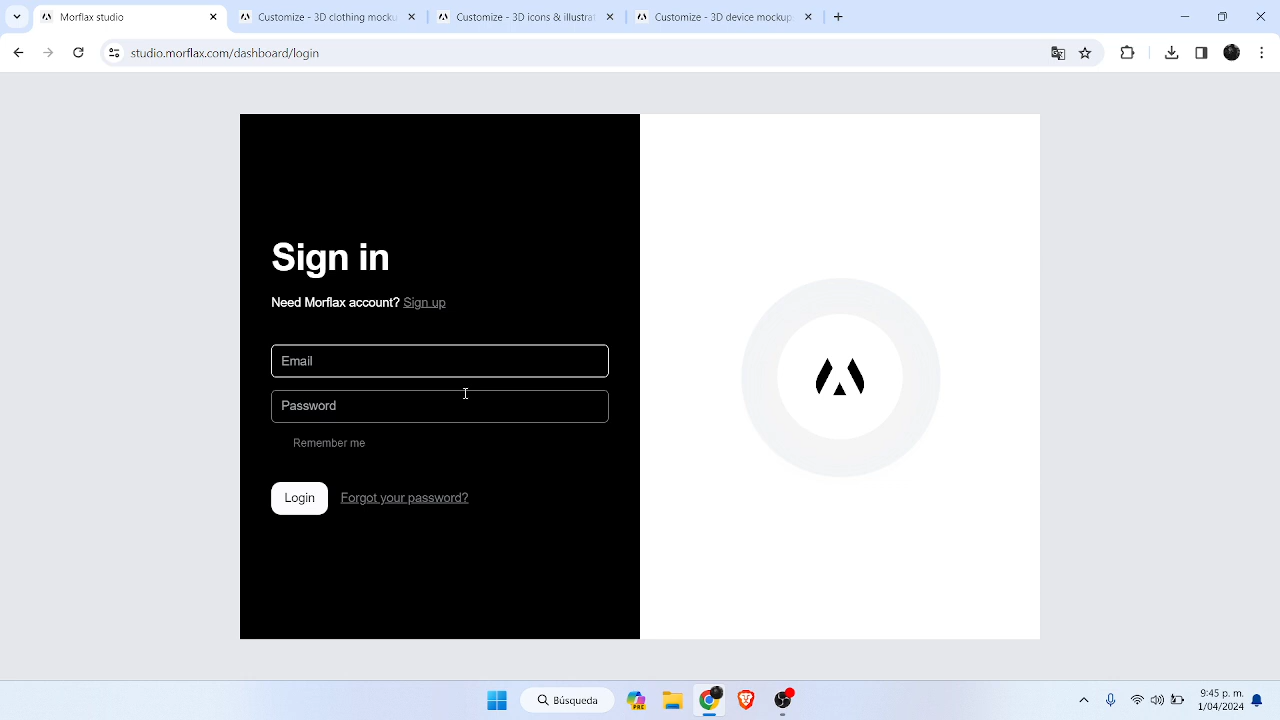 Morflax studio
Customize - 3D clothing mocku
Customize - 3D icons & illustrat
Customize - 3D device mockup
studio.morflax.com/dashboard/login
Sign in
Need Morflax account? Sign up
Email
Password
Remember me
Login
Forgot your password?
Búsqueda
PRE
9:45 p. m.
1/04/2024